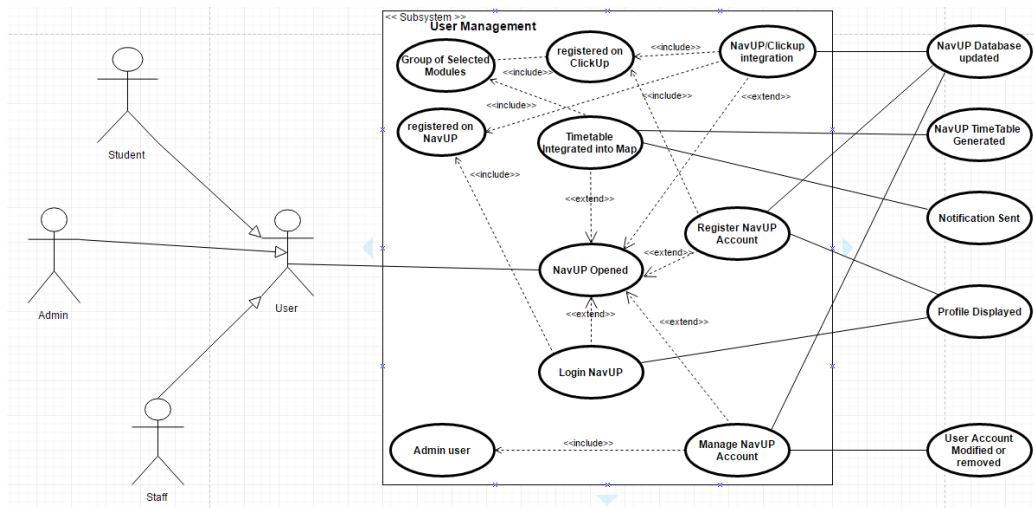 << Subsystem >>
User Management
Group of Selected
Modules
registered on
ClickUp
<<include>>
NavUP/Clickup
integration
NavUP Database
updated
<<include>>
<<include>>
<<include>>
<<extend>>
registered on
NavUP
Timetable
Integrated into Map
NavUP TimeTable
Generated
Student
<<include>>
<<extend>>
Register NavUP
Account
Notification Sent
<<extend>>
NavUP Opened
Admin
User
<<extend>>
<<extend>>
Profile Displayed
Login NavUP
Admin user
<<include>>
Manage NavUP
Account
User Account
Modified or
removed
Staff